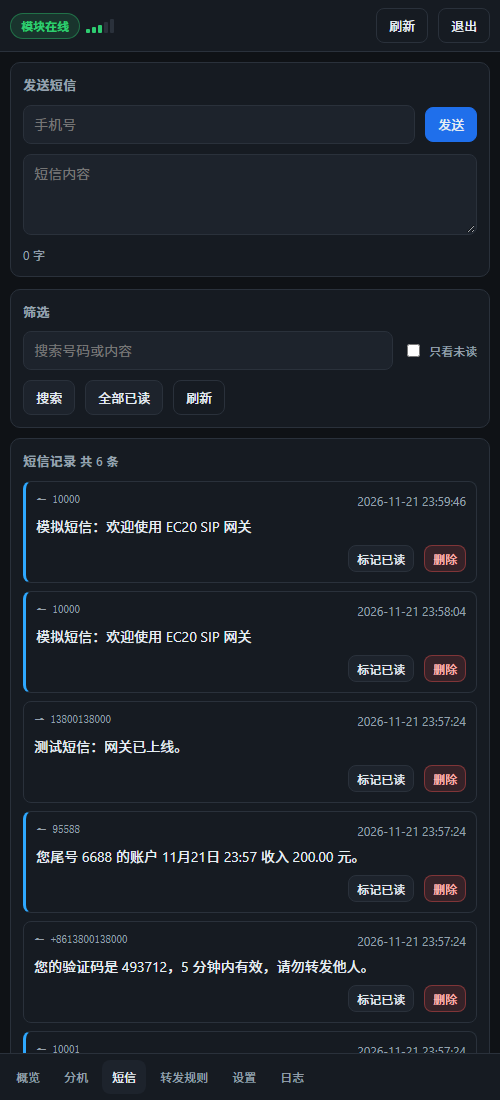 模块在线 刷新 退出
发送短信
手机号 发送
短信内容
0 字
筛选
搜索号码或内容 只看未读
搜索 全部已读 刷新
短信记录 共 6 条
← 10000 2026-11-21 23:59:46
模拟短信：欢迎使用 EC20 SIP 网关
标记已读 删除
← 10000 2026-11-21 23:58:04
模拟短信：欢迎使用 EC20 SIP 网关
标记已读 删除
→ 13800138000 2026-11-21 23:57:24
测试短信：网关已上线。
标记已读 删除
← 95588 2026-11-21 23:57:24
您尾号 6688 的账户 11月21日 23:57 收入 200.00 元。
标记已读 删除
← +8613800138000 2026-11-21 23:57:24
您的验证码是 493712，5 分钟内有效，请勿转发他人。
标记已读 删除
← 10001 2026-11-21 23:57:24
概览 分机 短信 转发规则 设置 日志